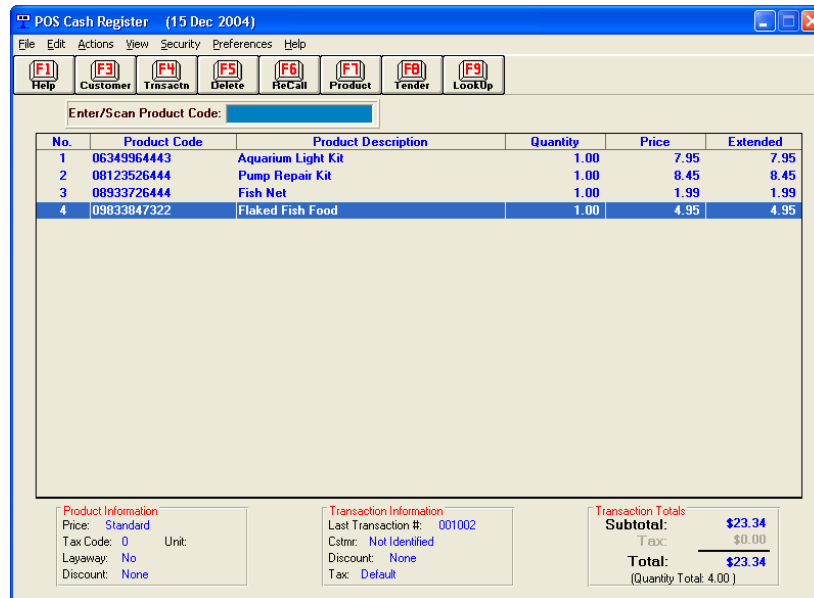 POS Cash Register (15 Dec 2004)
File Edit Actions View Security Preferences Help
F1 F3 F4 F5 F6 F7 F8 F9
Help Customer Trnsactn Delete ReCall Product Tender LookUp
Enter/Scan Product Code:
No. Product Code Product Description Quantity Price Extended
1 06349964443 Aquarium Light Kit 1.00 7.95 7.95
2 08123526444 Pump Repair Kit 1.00 8.45 8.45
3 08933726444 Fish Net 1.00 1.99 1.99
4 09833847322 Flaked Fish Food 1.00 4.95 4.95
Product Information
Price: Standard
Tax Code: 0 Unit:
Layaway: No
Discount: None
Transaction Information
Last Transaction #: 001002
Cstmr: Not Identified
Discount: None
Tax: Default
Transaction Totals
Subtotal: $23.34
Tax: $0.00
Total: $23.34
(Quantity Total: 4.00 )